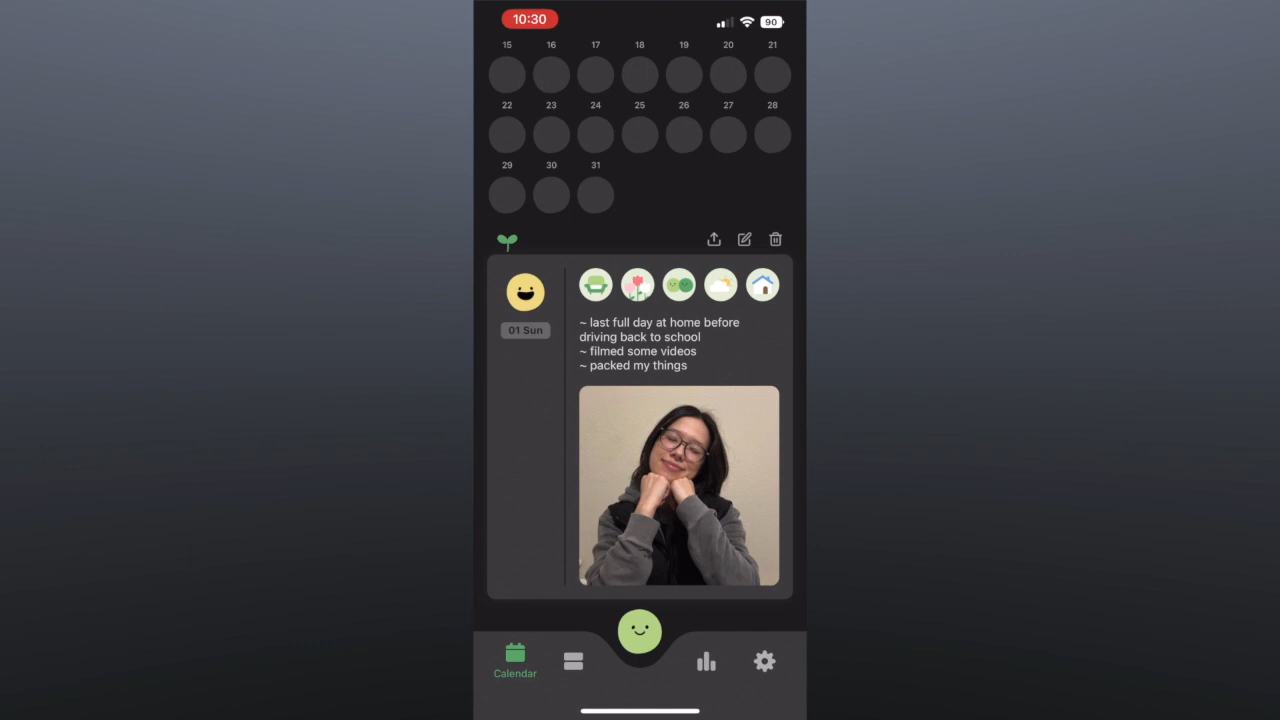 10:30
90
15 16 17 18 19 20 21
22 23 24 25 26 27 28
29 30 31
01 Sun
~ last full day at home before
driving back to school
~ filmed some videos
~ packed my things
Calendar